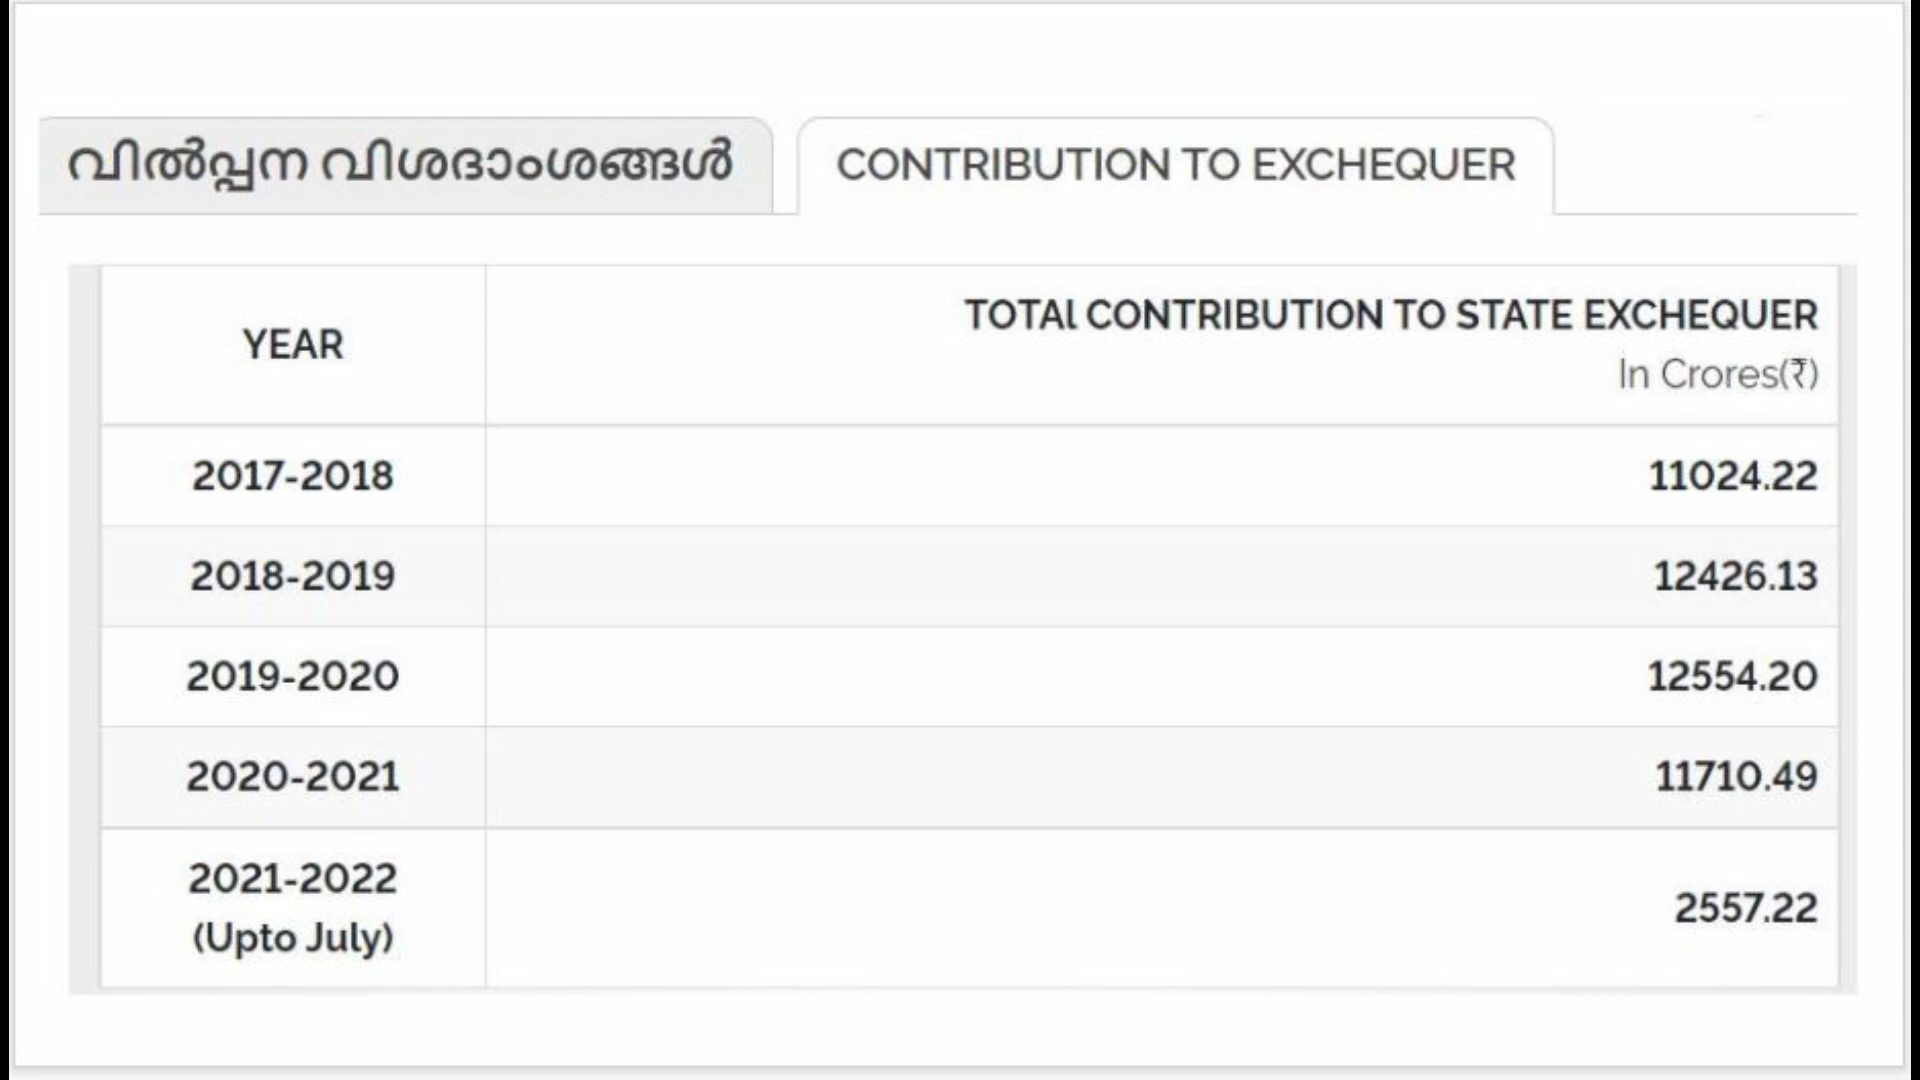 വിൽപ്പന വിശദാംശങ്ങൾ
CONTRIBUTION TO EXCHEQUER
YEAR
TOTAl CONTRIBUTION TO STATE EXCHEQUER
In Crores(₹)
2017-2018 11024.22
2018-2019 12426.13
2019-2020 12554.20
2020-2021 11710.49
2021-2022
(Upto July)
2557.22